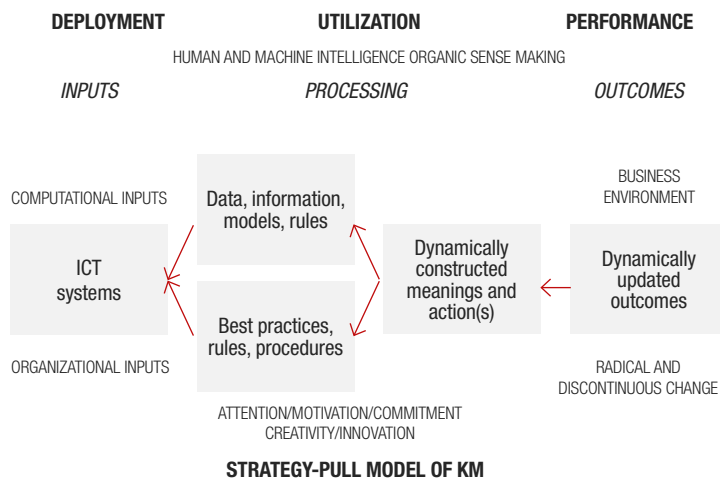 DEPLOYMENT UTILIZATION PERFORMANCE
HUMAN AND MACHINE INTELLIGENCE ORGANIC SENSE MAKING
INPUTS PROCESSING OUTCOMES
COMPUTATIONAL INPUTS
ICT
systems
ORGANIZATIONAL INPUTS
Data, information,
models, rules
Best practices,
rules, procedures
ATTENTION/MOTIVATION/COMMITMENT
CREATIVITY/INNOVATION
Dynamically
constructed
meanings and
action(s)
BUSINESS
ENVIRONMENT
Dynamically
updated
outcomes
RADICAL AND
DISCONTINUOUS CHANGE
STRATEGY-PULL MODEL OF KM